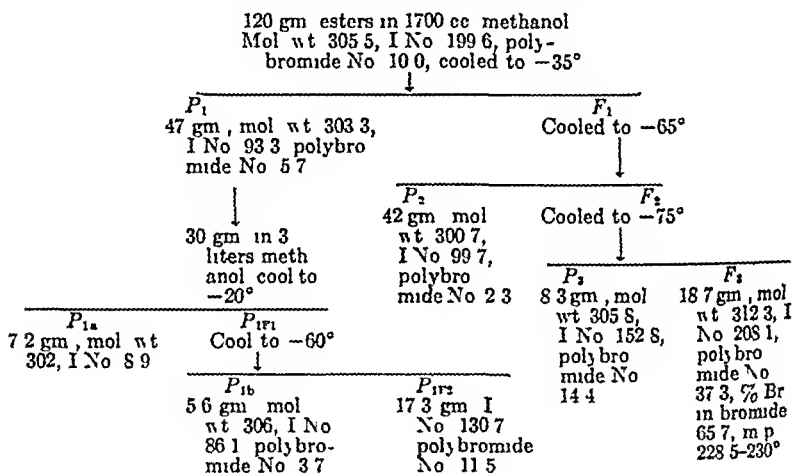 120 gm esters in 1700 cc methanol
Mol wt 305 5, I No 199 6, poly-
bromide No 10 0, cooled to −35°
P1
47 gm , mol wt 303 3,
I No 93 3 polybro
mide No 5 7
F1
Cooled to −65°
30 gm in 3
liters meth
anol cool to
−20°
P2
42 gm mol
wt 300 7,
I No 99 7,
polybro
mide No 2 3
F2
Cooled to −75°
P1a
7 2 gm , mol wt
302, I No 8 9
P1F1
Cool to −60°
P3
8 3 gm , mol
wt 305 8,
I No 152 8,
polybro
mide No
14 4
F3
18 7 gm , mol
wt 312 3, I
No 208 1,
polybro
mide No
37 3, % Br
in bromide
65 7, m p
228 5–230°
P1b
5 6 gm mol
wt 306, I No
86 1 polybro-
mide No 3 7
P1F2
17 3 gm I
No 130 7
polybromide
No 11 5